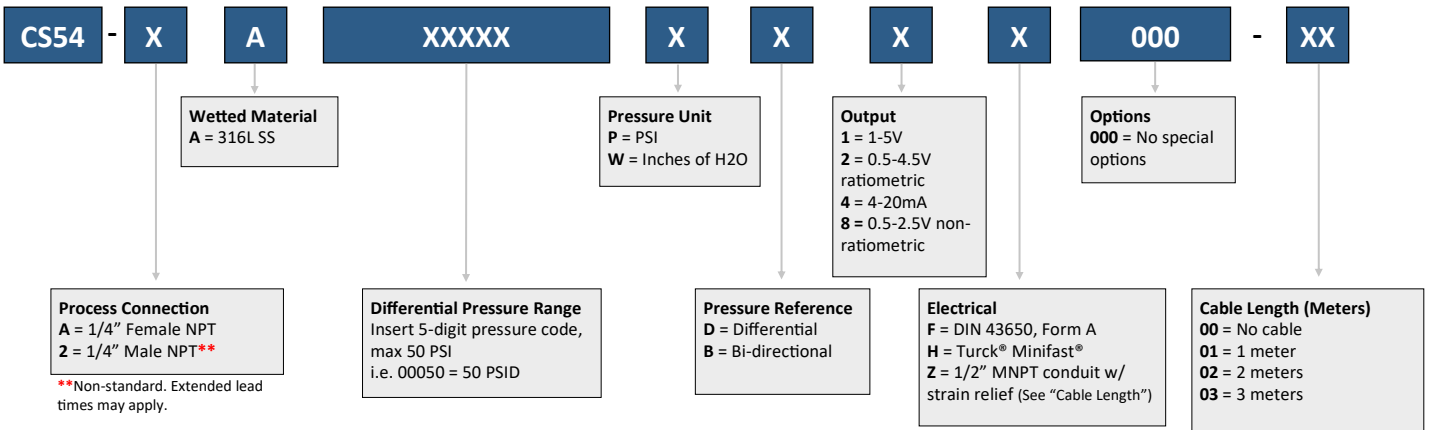 CS54 - X A XXXXX X X X X 000 - XX
Wetted Material
A = 316L SS
Pressure Unit
P = PSI
W = Inches of H2O
Output
1 = 1-5V
2 = 0.5-4.5V
ratiometric
4 = 4-20mA
8 = 0.5-2.5V non-
ratiometric
Options
000 = No special
options
Process Connection
A = 1/4” Female NPT
2 = 1/4” Male NPT**
**Non-standard. Extended lead
times may apply.
Differential Pressure Range
Insert 5-digit pressure code,
max 50 PSI
i.e. 00050 = 50 PSID
Pressure Reference
D = Differential
B = Bi-directional
Electrical
F = DIN 43650, Form A
H = Turck® Minifast®
Z = 1/2” MNPT conduit w/
strain relief (See “Cable Length”)
Cable Length (Meters)
00 = No cable
01 = 1 meter
02 = 2 meters
03 = 3 meters